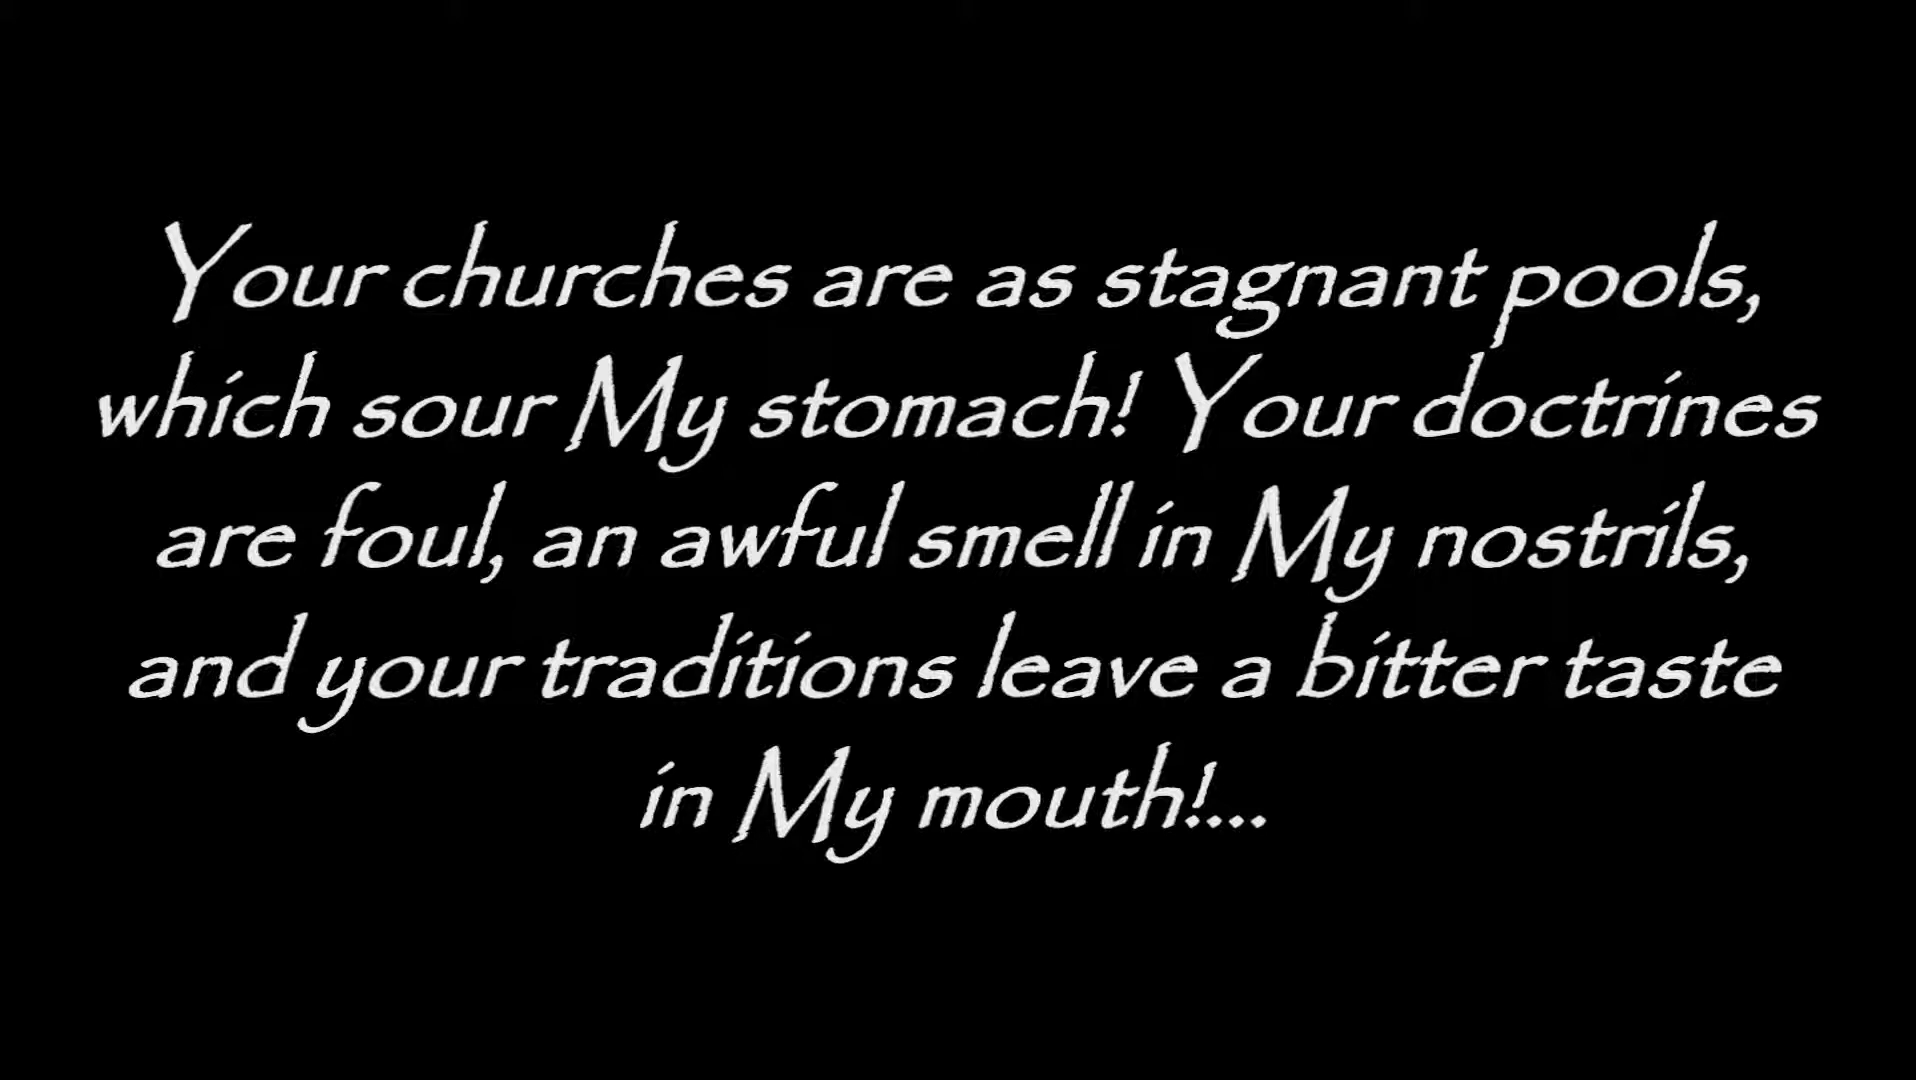 Your churches are as stagnant pools,
which sour My stomach! Your doctrines
are foul, an awful smell in My nostrils,
and your traditions leave a bitter taste
in My mouth!...